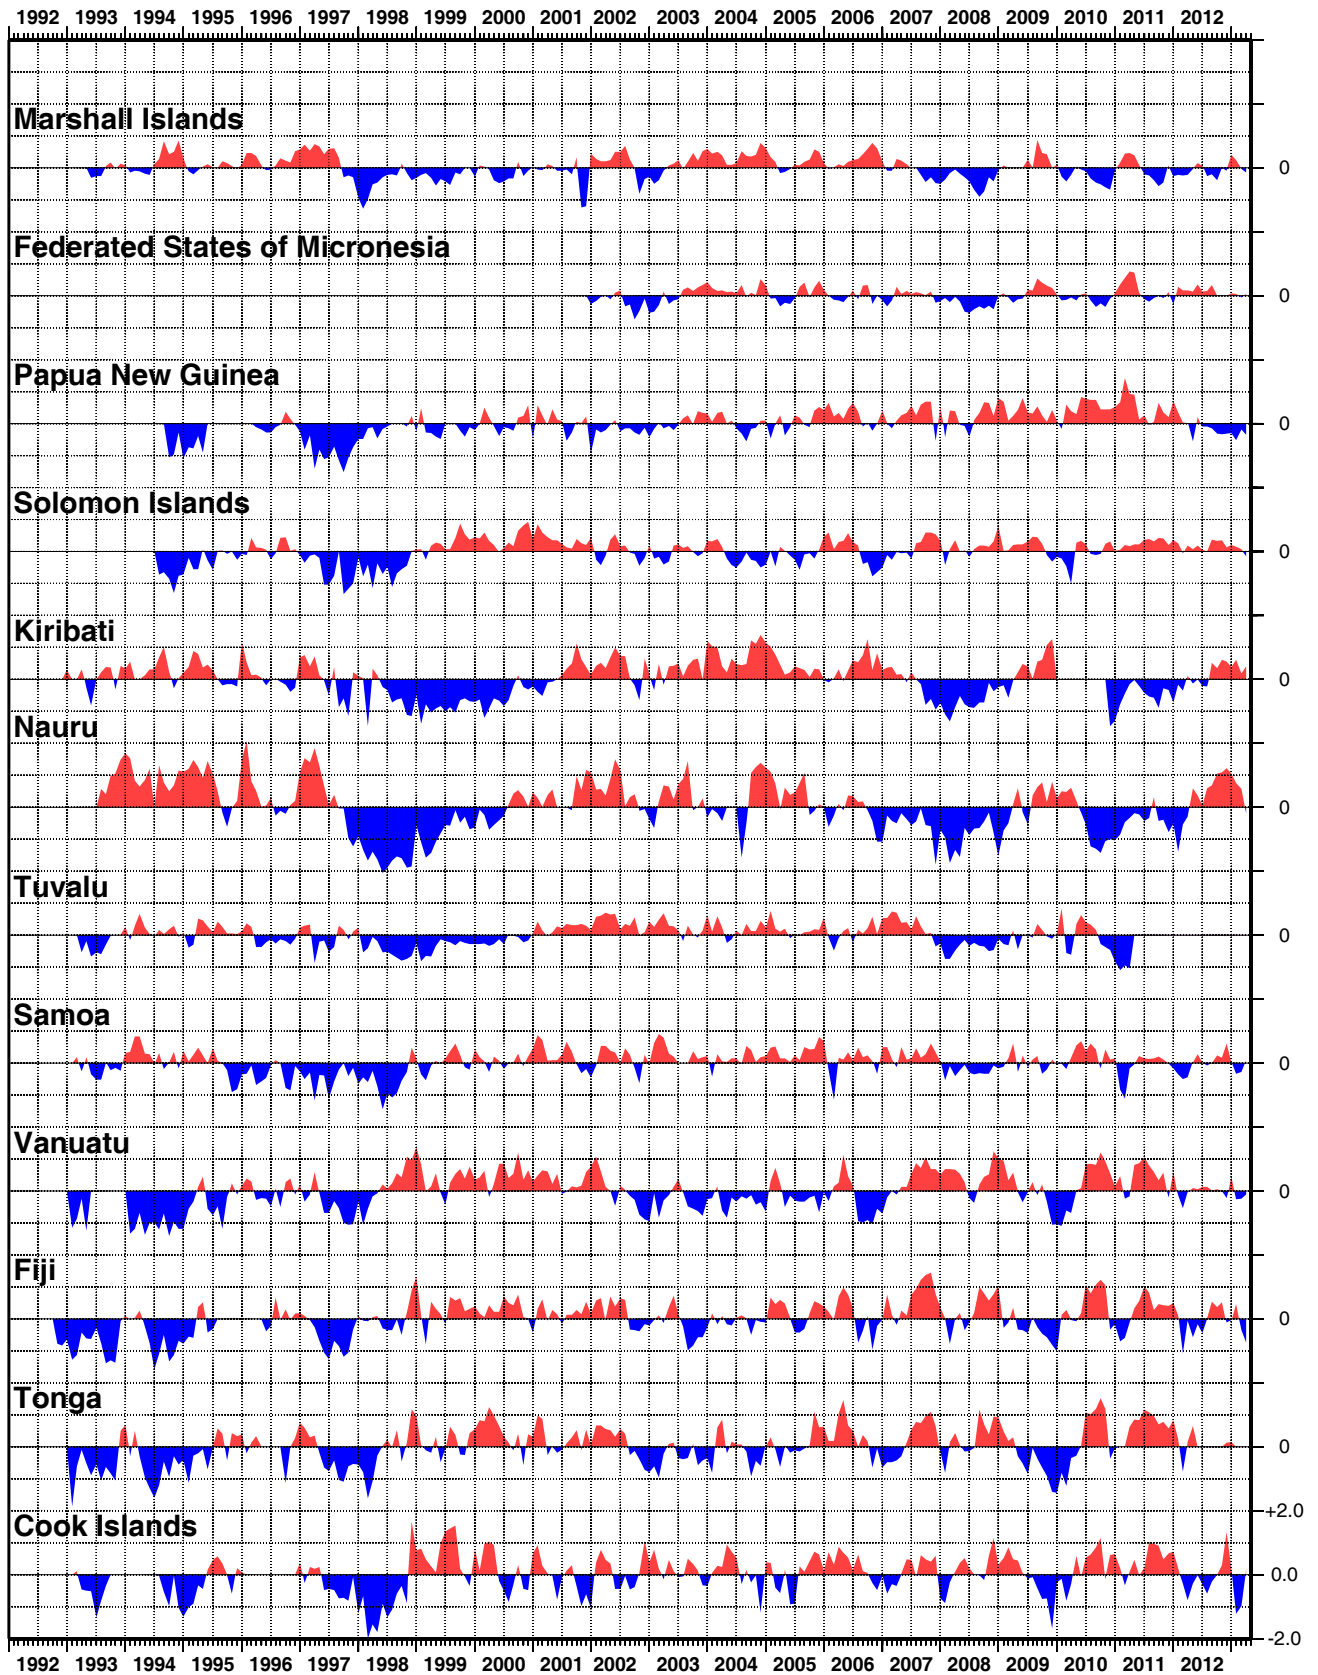 1992 1993 1994 1995 1996 1997 1998 1999 2000 2001 2002 2003 2004 2005 2006 2007 2008 2009 2010 2011 2012
Marshall Islands
0
Federated States of Micronesia
0
Papua New Guinea
0
Solomon Islands
0
Kiribati
0
Nauru
0
Tuvalu
0
Samoa
0
Vanuatu
0
Fiji
0
Tonga
0
+2.0
Cook Islands
0.0
-2.0
1992 1993 1994 1995 1996 1997 1998 1999 2000 2001 2002 2003 2004 2005 2006 2007 2008 2009 2010 2011 2012